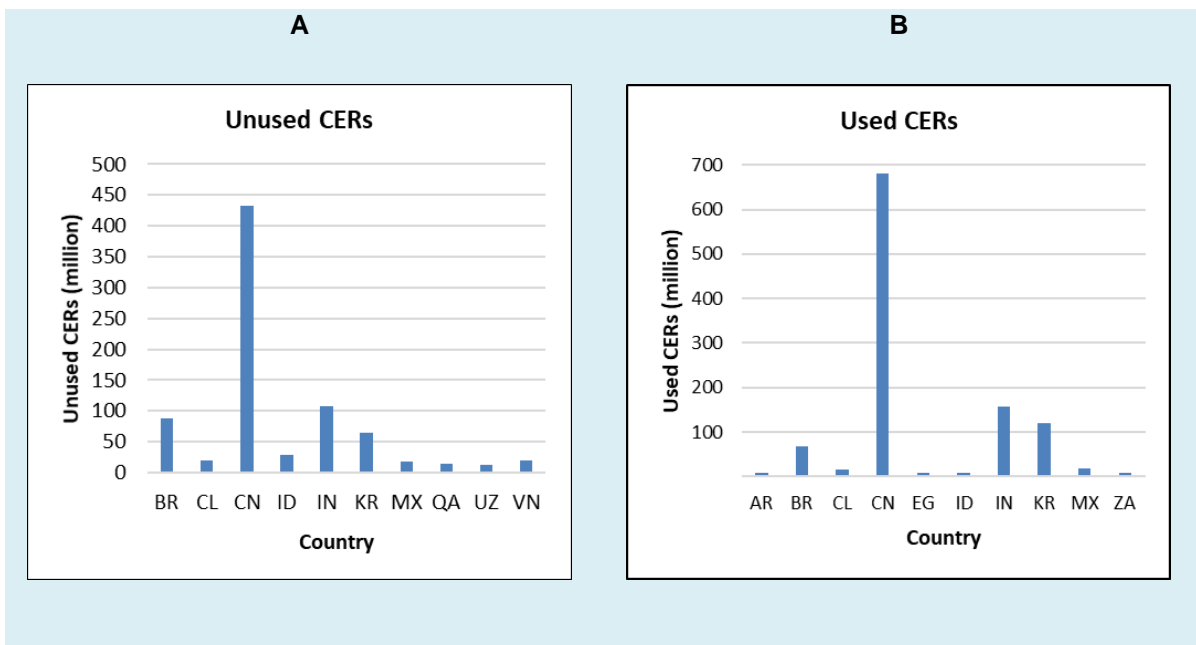 A
Unused CERs
Unused CERs (million)
500
450
400
350
300
250
200
150
100
50
0
BR CL CN ID IN KR MX QA UZ VN
Country
B
Used CERs
Used CERs (million)
700
600
500
400
300
200
100
AR BR CL CN EG ID IN KR MX ZA
Country